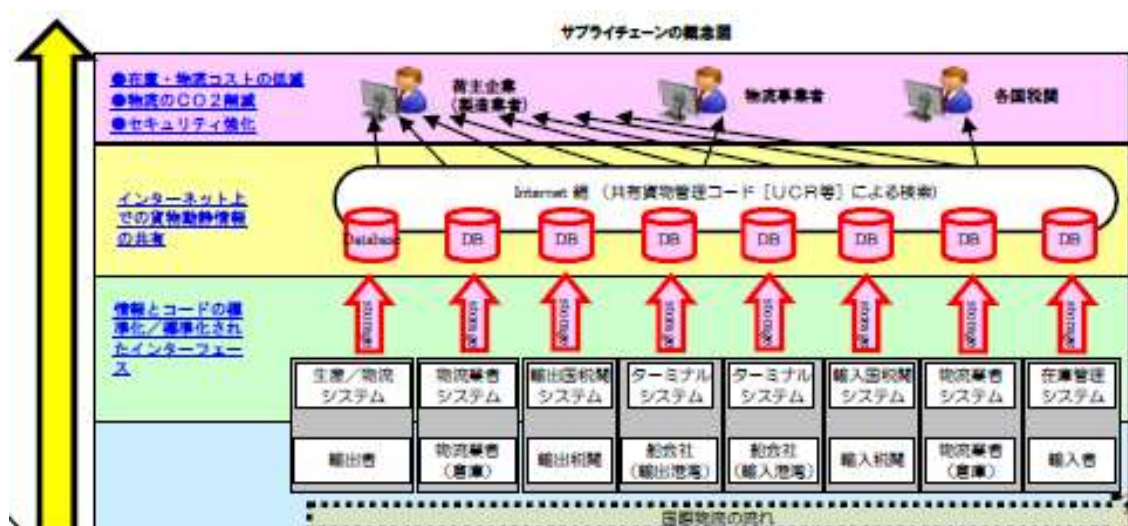 サプライチェーンの概念図
●在庫・物流コストの低減
●物流のCO2削減
●セキュリティ強化
荷主企業
(製造業者)
物流事業者
各国税関
インターネット上
での貨物動静情報
の共有
Internet 網 (共有貨物管理コード [UCR等] による検索)
Database
DB
DB
DB
DB
DB
DB
DB
情報とコードの標
準化/標準化され
たインターフェー
ス
storage
storage
storage
storage
storage
storage
storage
storage
生産/物流
システム
物流業者
システム
輸出国税関
システム
ターミナル
システム
ターミナル
システム
輸入国税関
システム
物流業者
システム
在庫管理
システム
輸出者
物流業者
(倉庫)
輸出税関
船会社
(輸出港湾)
船会社
(輸入港湾)
輸入税関
物流業者
(倉庫)
輸入者
国際物流の流れ